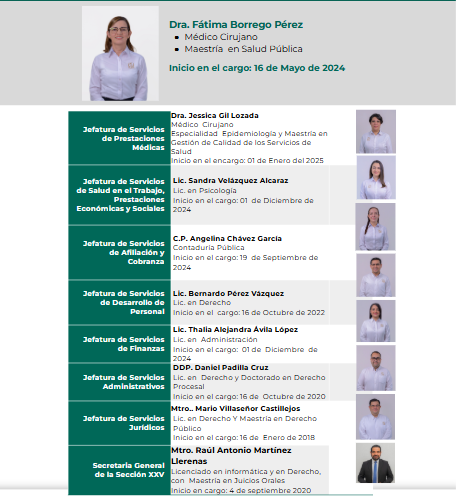 Dra. Fátima Borrego Pérez
Médico Cirujano
Maestría en Salud Pública
Inicio en el cargo: 16 de Mayo de 2024
Jefatura de Servicios
de Prestaciones
Médicas
Dra. Jessica Gil Lozada
Médico Cirujano
Especialidad Epidemiología y Maestría en
Gestión de Calidad de los Servicios de
Salud
Inicio en el encargo: 01 de Enero del 2025
Jefatura de Servicios
de Salud en el Trabajo,
Prestaciones
Económicas y Sociales
Lic. Sandra Velázquez Alcaraz
Lic. en Psicología
Inicio en el cargo: 01 de Diciembre de
2024
Jefatura de Servicios
de Afiliación y
Cobranza
C.P. Angelina Chávez García
Contaduría Pública
Inicio en el cargo: 19 de Septiembre de
2024
Jefatura de Servicios
de Desarrollo de
Personal
Lic. Bernardo Pérez Vázquez
Lic. en Derecho
Inicio en el cargo: 16 de Octubre de 2022
Jefatura de Servicios
de Finanzas
Lic. Thalia Alejandra Ávila López
Lic. en Administración
Inicio en el cargo: 01 de Diciembre de
2024
Jefatura de Servicios
Administrativos
DDP. Daniel Padilla Cruz
Lic. en Derecho y Doctorado en Derecho
Procesal
Inicio en el cargo: 16 de Octubre de 2020
Jefatura de Servicios
Jurídicos
Mtro.. Mario Villaseñor Castillejos
Lic. en Derecho Y Maestría en Derecho
Público
Inicio en el cargo: 16 de Enero de 2018
Secretaria General
de la Sección XXV
Mtro. Raúl Antonio Martínez
Llerenas
Licenciado en informática y en Derecho,
con Maestría en Juicios Orales
Inicio en cargo: 4 de septiembre 2020